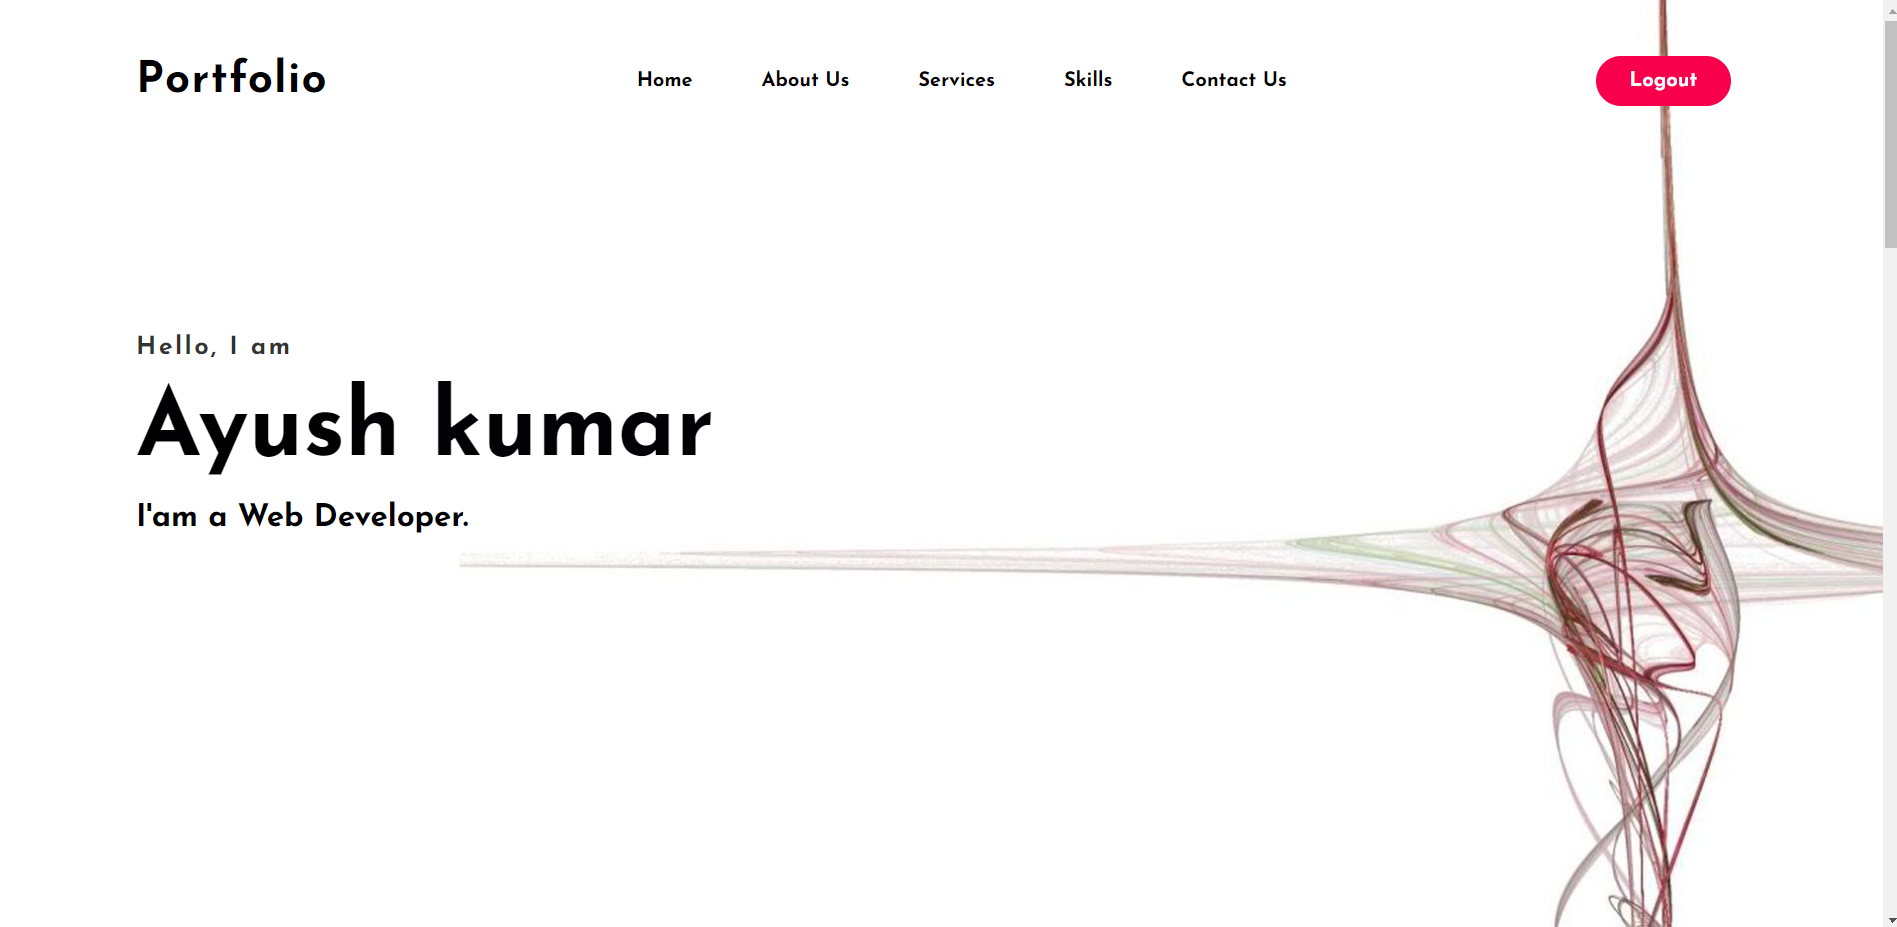 Portfolio
Home About Us Services Skills Contact Us
Logout
Hello, I am
Ayush kumar
I'am a Web Developer.